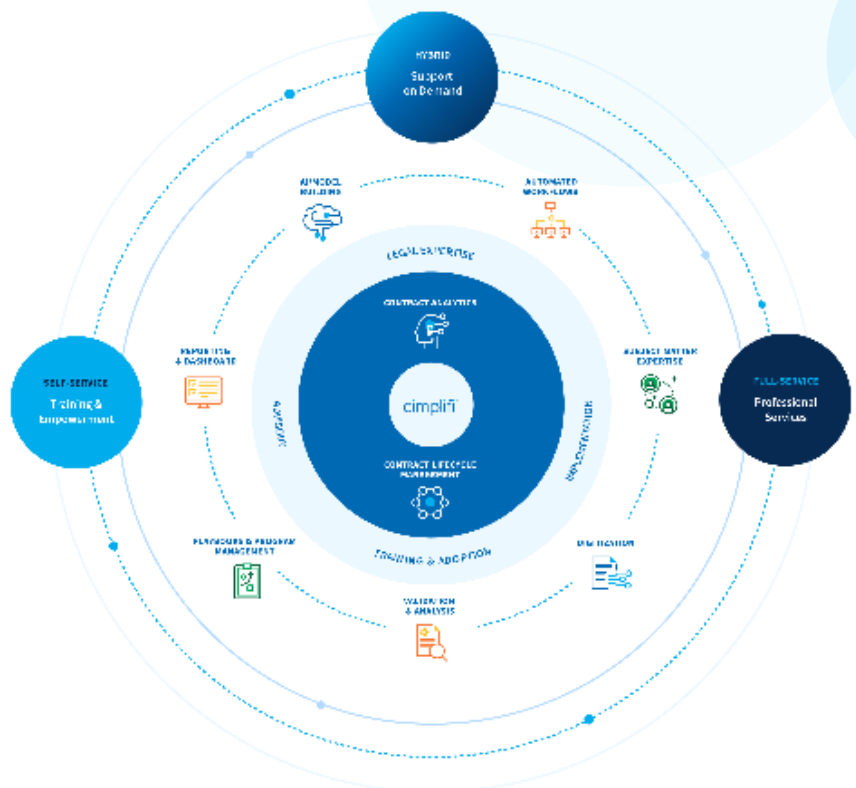 HYBRID
Support
on Demand
AI MODEL
BUILDING
AUTOMATED
WORKFLOWS
LEGAL EXPERTISE
CONTRACT ANALYTICS
REPORTING
& DASHBOARD
SUBJECT MATTER
EXPERTISE
SELF-SERVICE
Training &
Empowerment
cimplifi
FULL-SERVICE
Professional
Services
IMPLEMENTATION
CONTRACT LIFECYCLE
MANAGEMENT
PLAYBOOKS & PROGRAM
MANAGEMENT
DIGITIZATION
TRAINING & ADOPTION
VALIDATION
& ANALYSIS